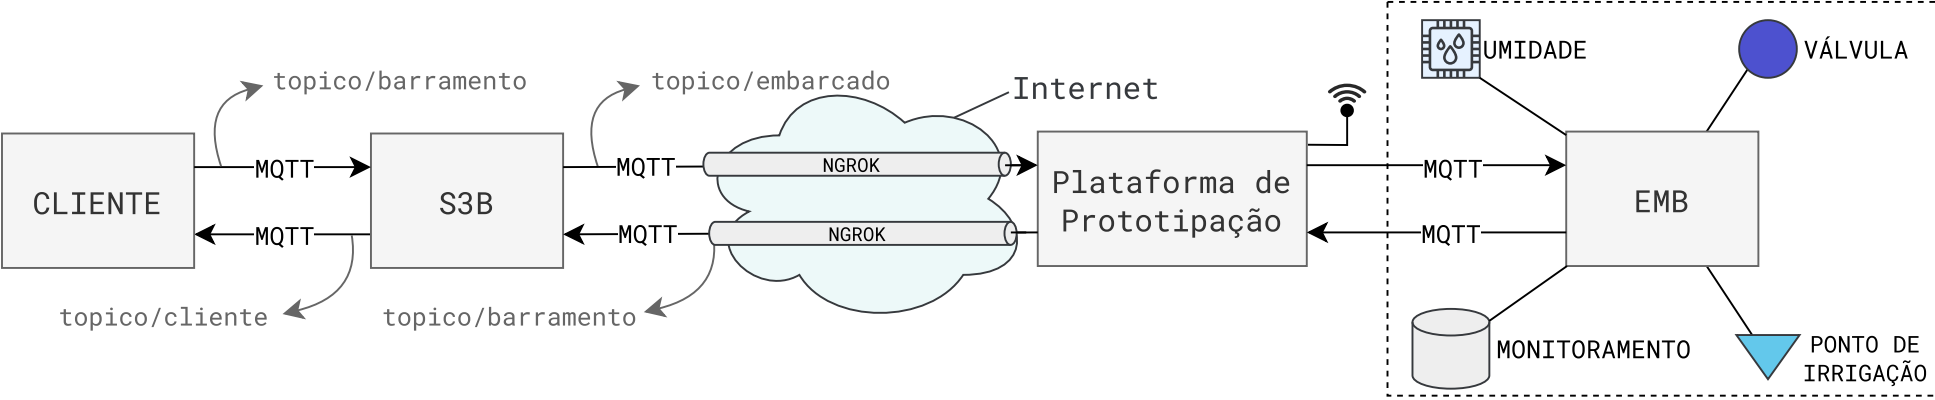 topico/barramento
topico/embarcado
Internet
UMIDADE
VÁLVULA
CLIENTE
MQTT
MQTT
S3B
MQTT
MQTT
NGROK
NGROK
Plataforma de
Prototipação
MQTT
MQTT
EMB
topico/cliente
topico/barramento
MONITORAMENTO
PONTO DE
IRRIGAÇÃO